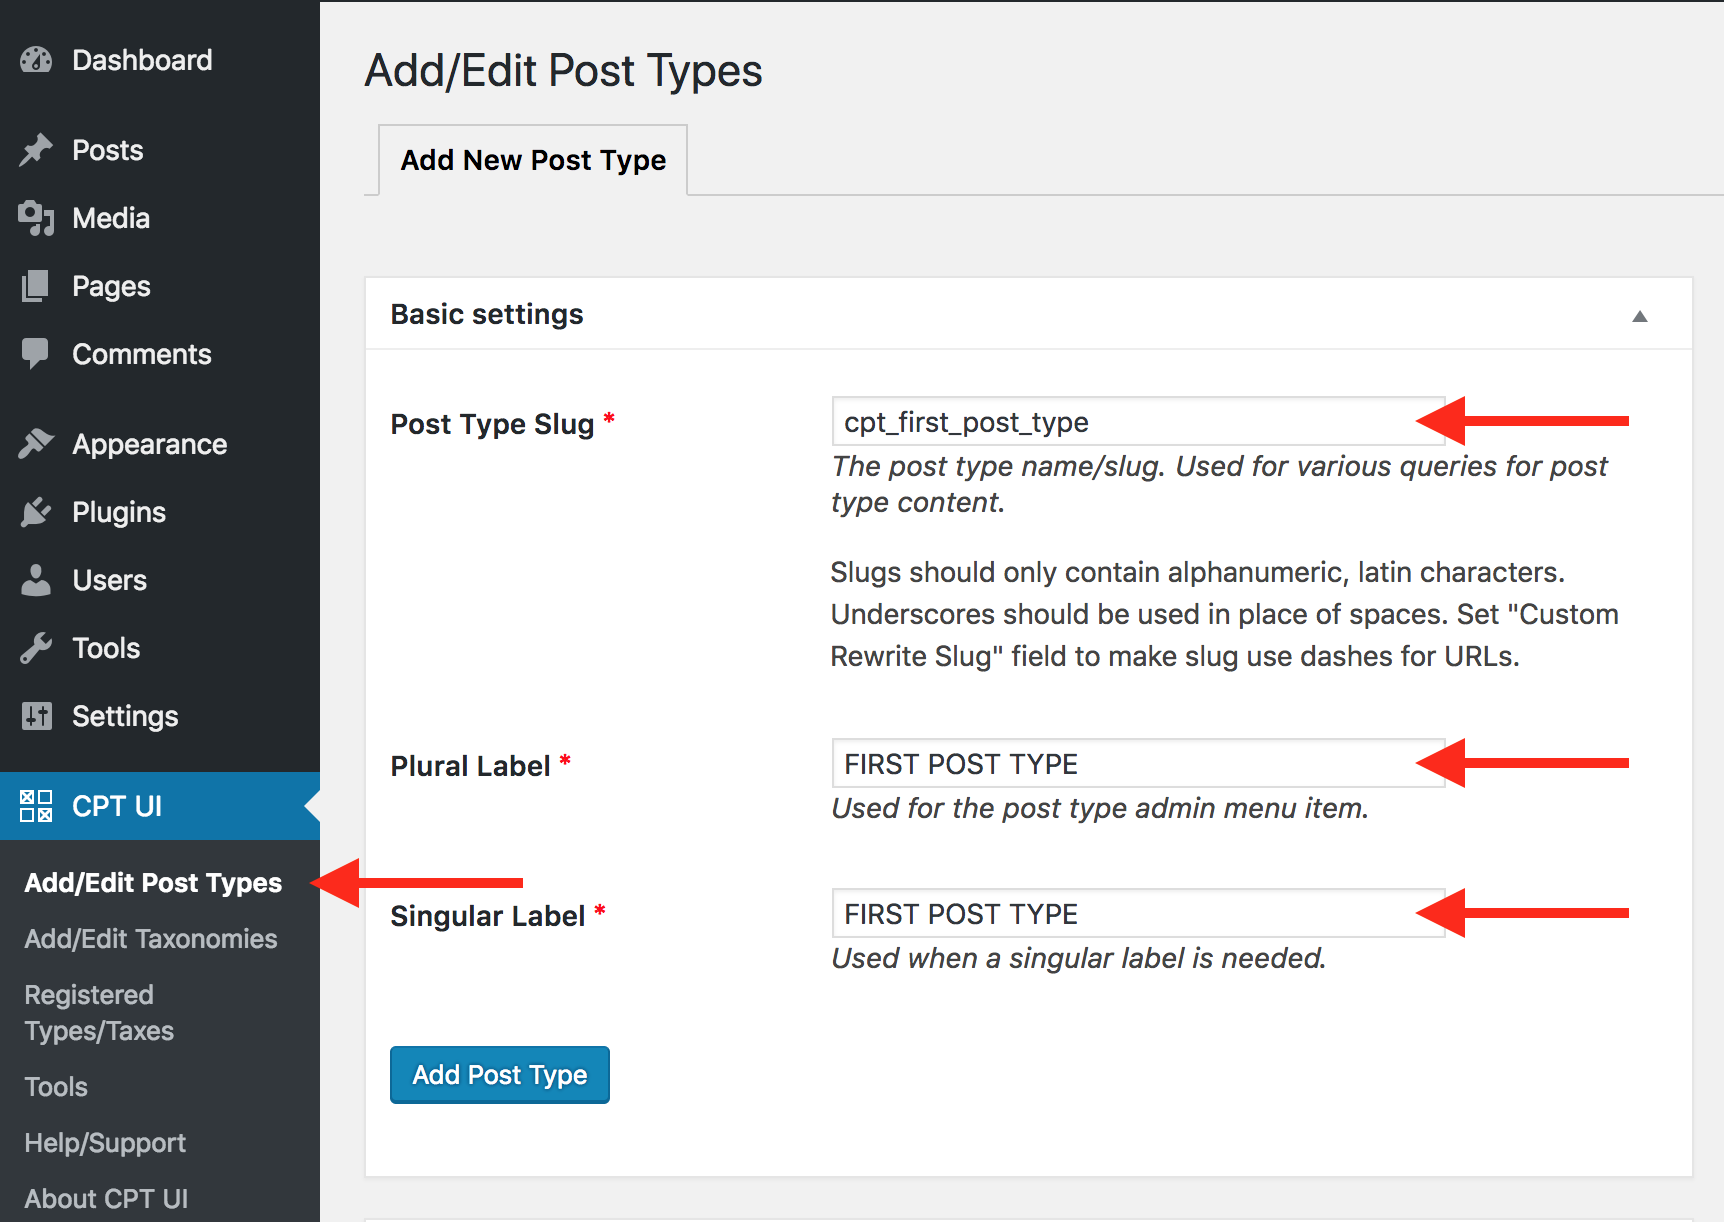 Dashboard
Posts
Media
Pages
Comments
Appearance
Plugins
Users
Tools
Settings
CPT UI
Add/Edit Post Types
Add/Edit Taxonomies
Registered
Types/Taxes
Tools
Help/Support
About CPT UI
Add/Edit Post Types
Add New Post Type
Basic settings
Post Type Slug *
cpt_first_post_type
The post type name/slug. Used for various queries for post
type content.
Slugs should only contain alphanumeric, latin characters.
Underscores should be used in place of spaces. Set "Custom
Rewrite Slug" field to make slug use dashes for URLs.
Plural Label *
FIRST POST TYPE
Used for the post type admin menu item.
Singular Label *
FIRST POST TYPE
Used when a singular label is needed.
Add Post Type